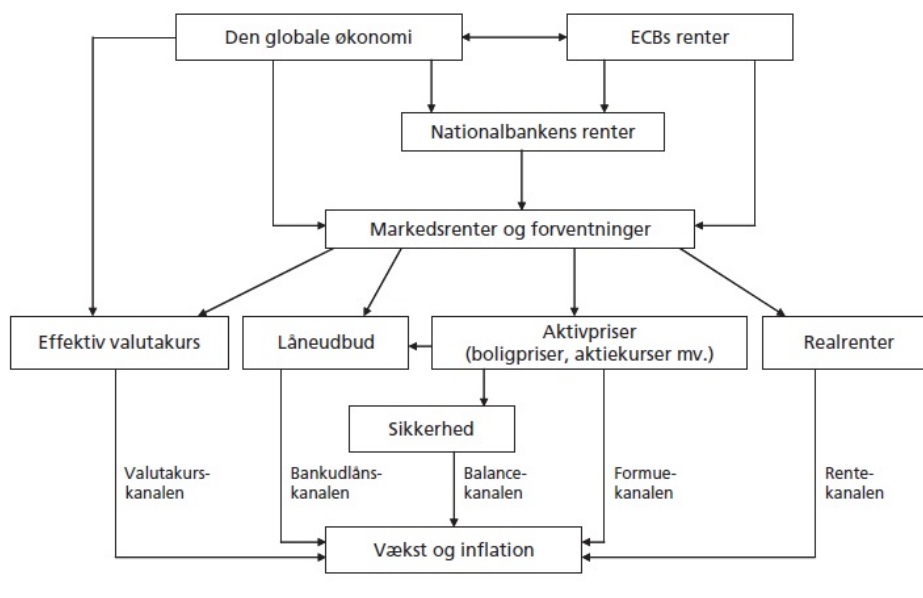 Den globale økonomi
ECBs renter
Nationalbankens renter
Markedsrenter og forventninger
Effektiv valutakurs
Låneudbud
Aktivpriser
(boligpriser, aktiekurser mv.)
Realrenter
Sikkerhed
Valutakurs-
kanalen
Bankudlåns-
kanalen
Balance-
kanalen
Formue-
kanalen
Rente-
kanalen
Vækst og inflation